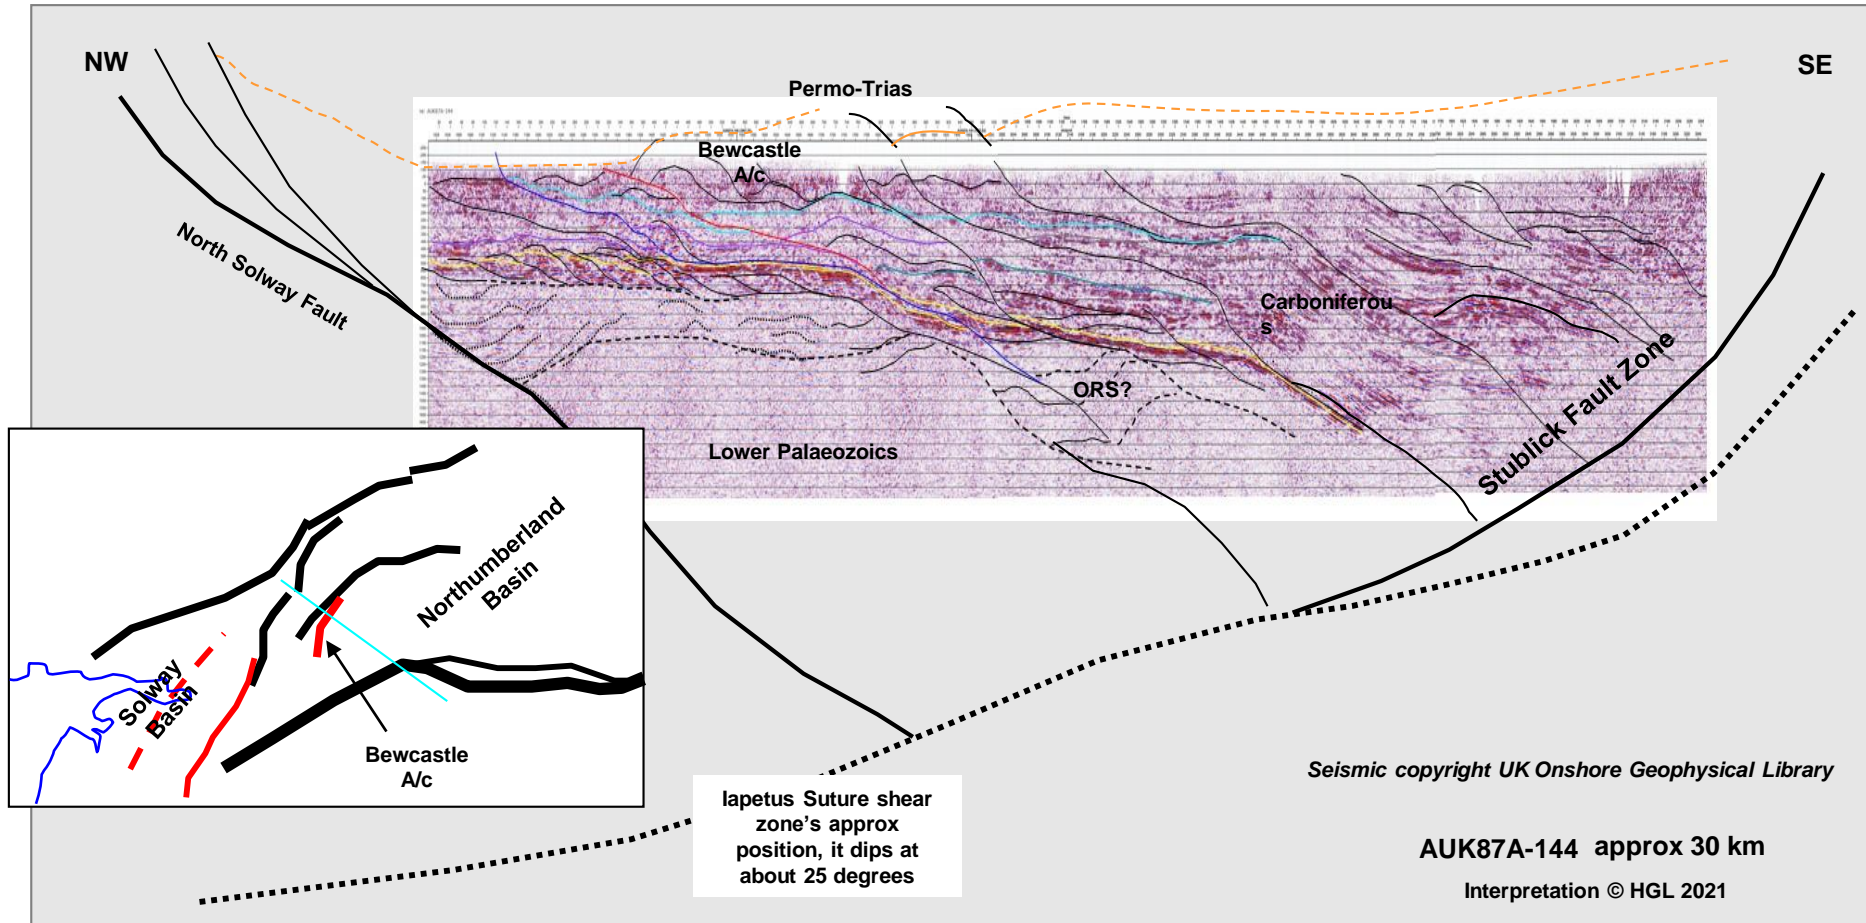 NW
SE
Permo-Trias
Bewcastle
A/c
North Solway Fault
Carboniferou
s
ORS?
Lower Palaeozoics
Stublick Fault Zone
Northumberland
Basin
Solway
Basin
Bewcastle
A/c
Iapetus Suture shear
zone's approx
position, it dips at
about 25 degrees
Seismic copyright UK Onshore Geophysical Library
AUK87A-144 approx 30 km
Interpretation © HGL 2021